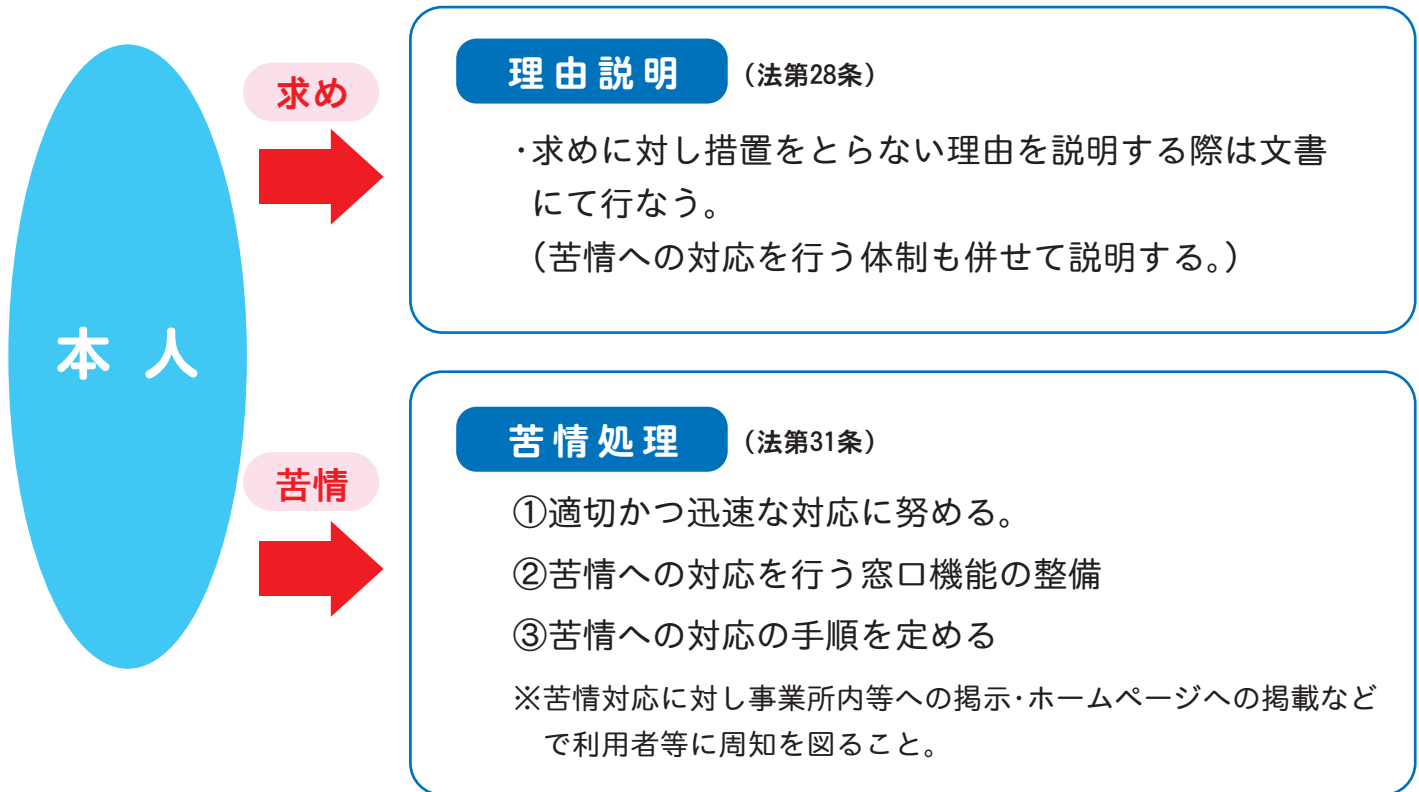 本人
求め
理由説明 (法第28条)
・求めに対し措置をとらない理由を説明する際は文書
にて行なう。
(苦情への対応を行う体制も併せて説明する。)
苦情
苦情処理 (法第31条)
①適切かつ迅速な対応に努める。
②苦情への対応を行う窓口機能の整備
③苦情への対応の手順を定める
※苦情対応に対し事業所内等への掲示・ホームページへの掲載など
で利用者等に周知を図ること。